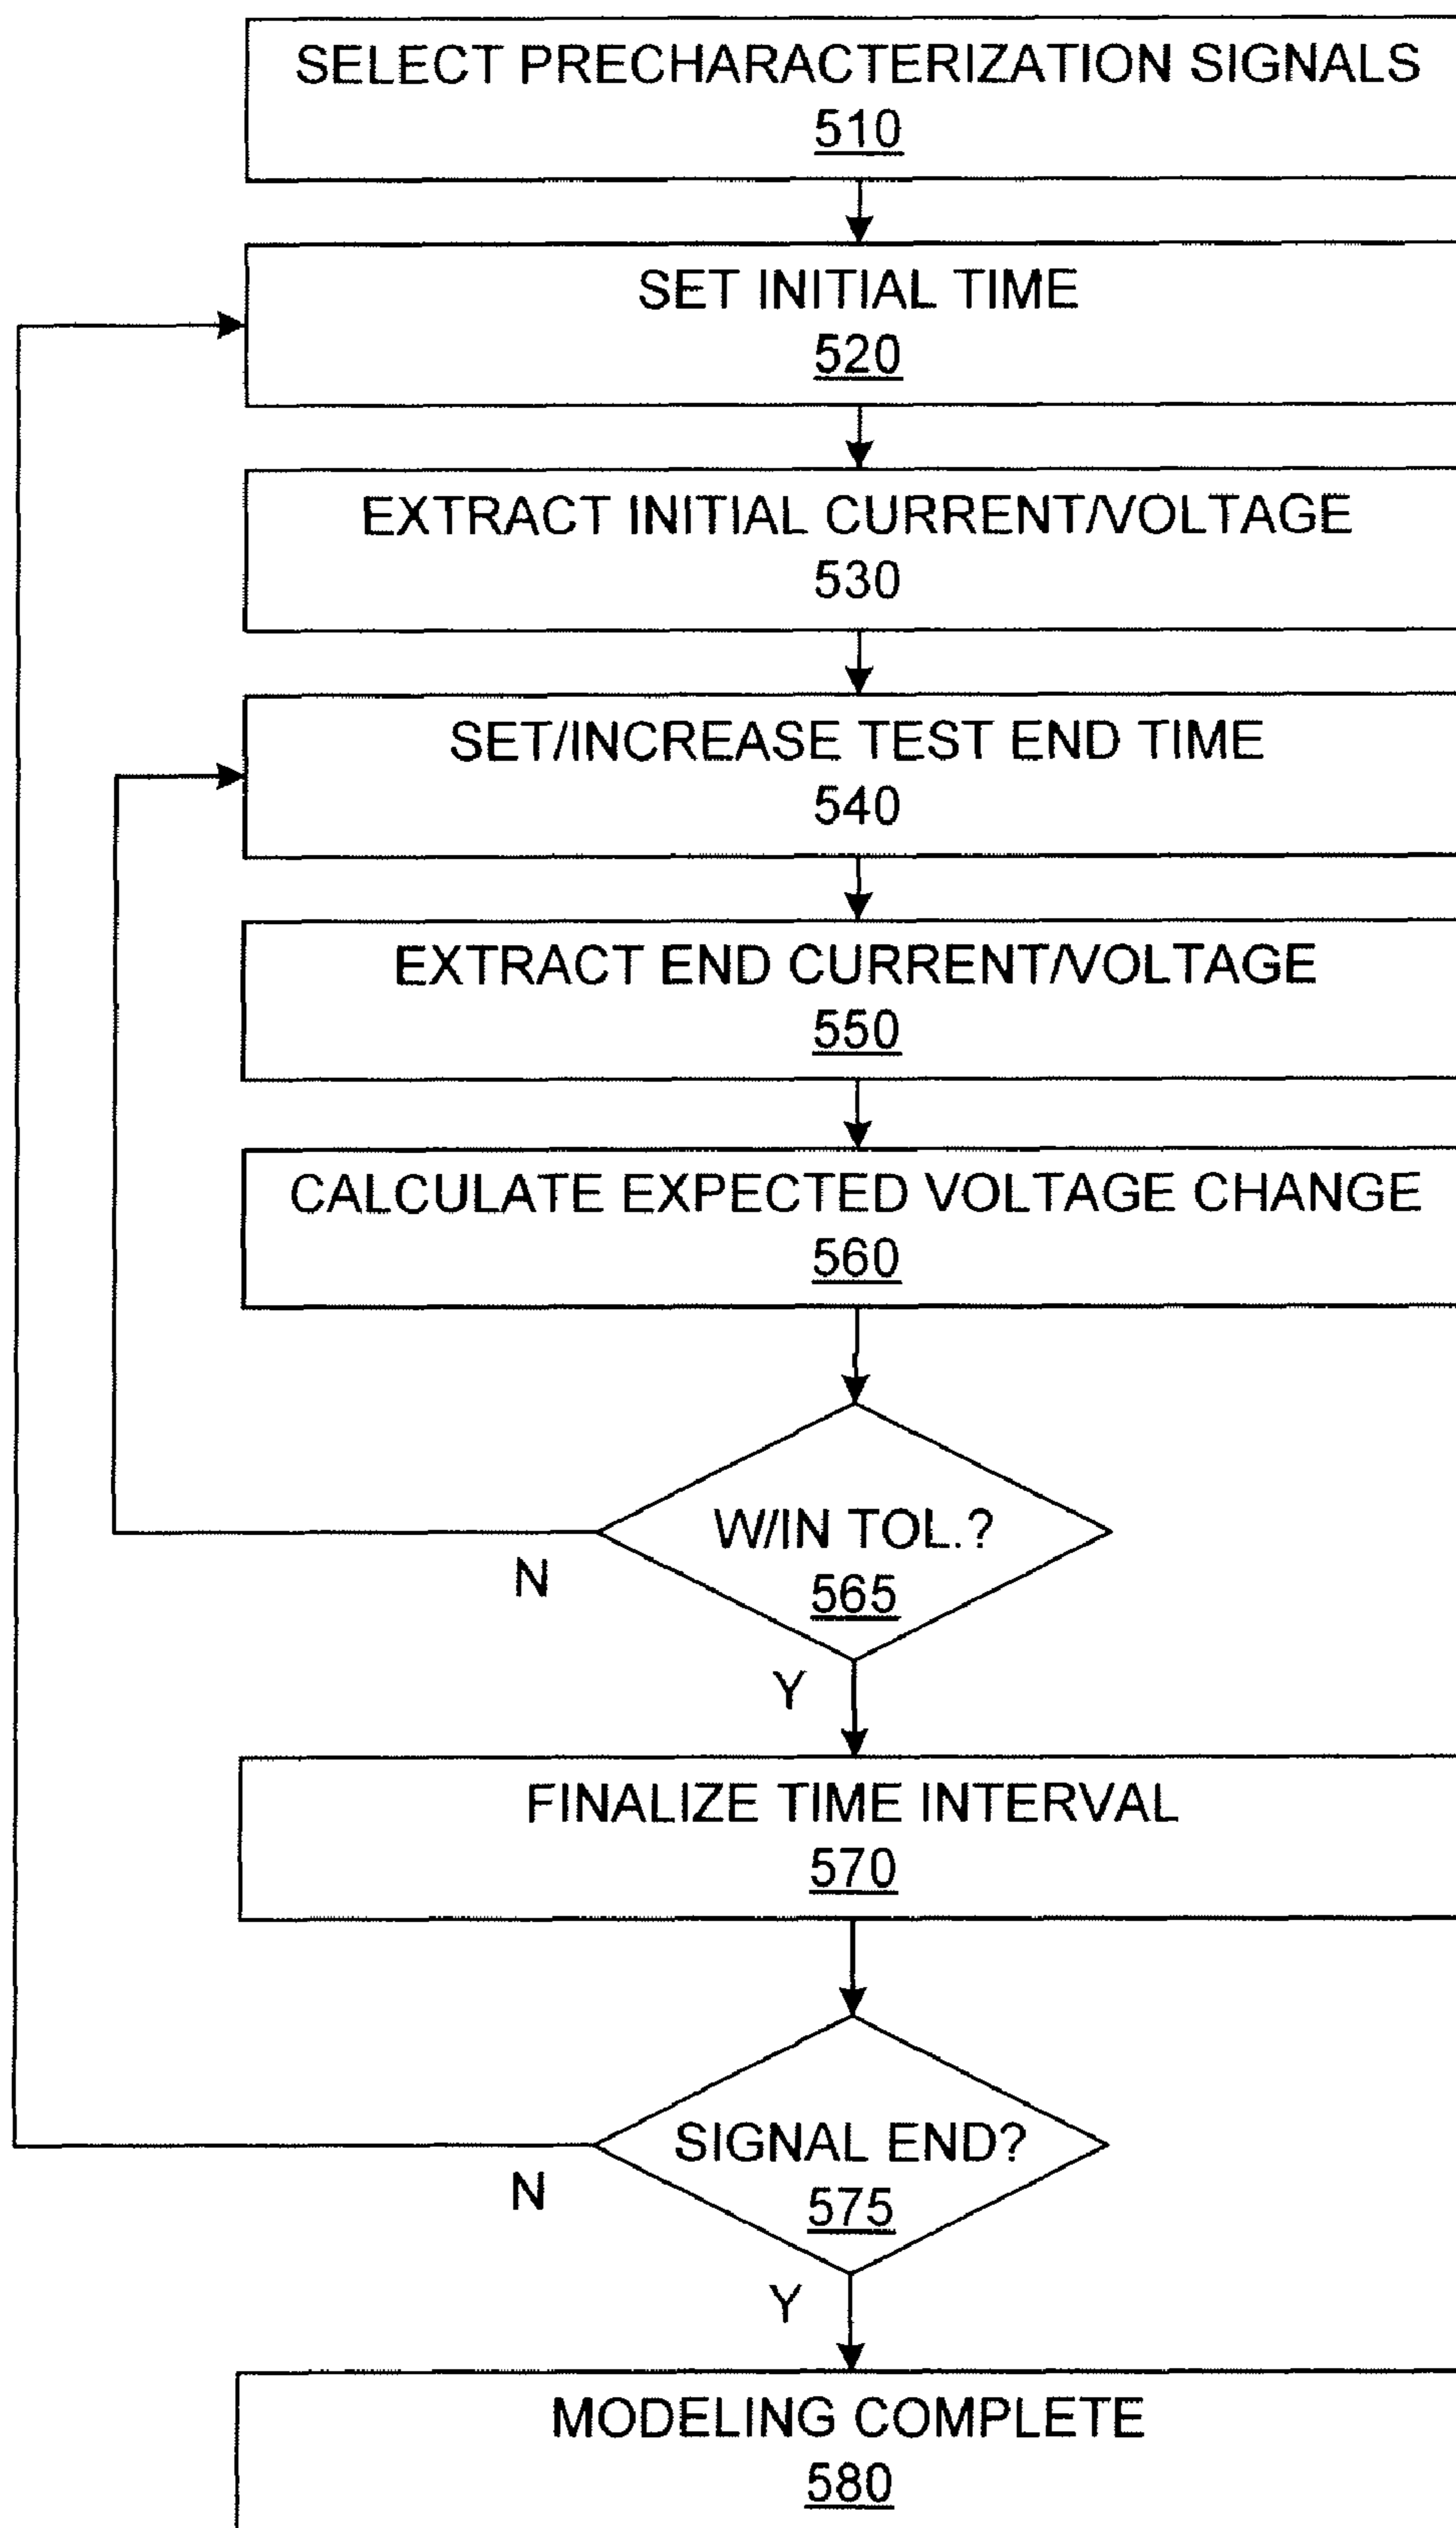 SELECT PRECHARACTERIZATION SIGNALS
510
SET INITIAL TIME
520
EXTRACT INITIAL CURRENT/VOLTAGE
530
SET/INCREASE TEST END TIME
540
EXTRACT END CURRENT/VOLTAGE
550
CALCULATE EXPECTED VOLTAGE CHANGE
560
W/IN TOL.?
565
N
Y
FINALIZE TIME INTERVAL
570
SIGNAL END?
575
N
Y
MODELING COMPLETE
580